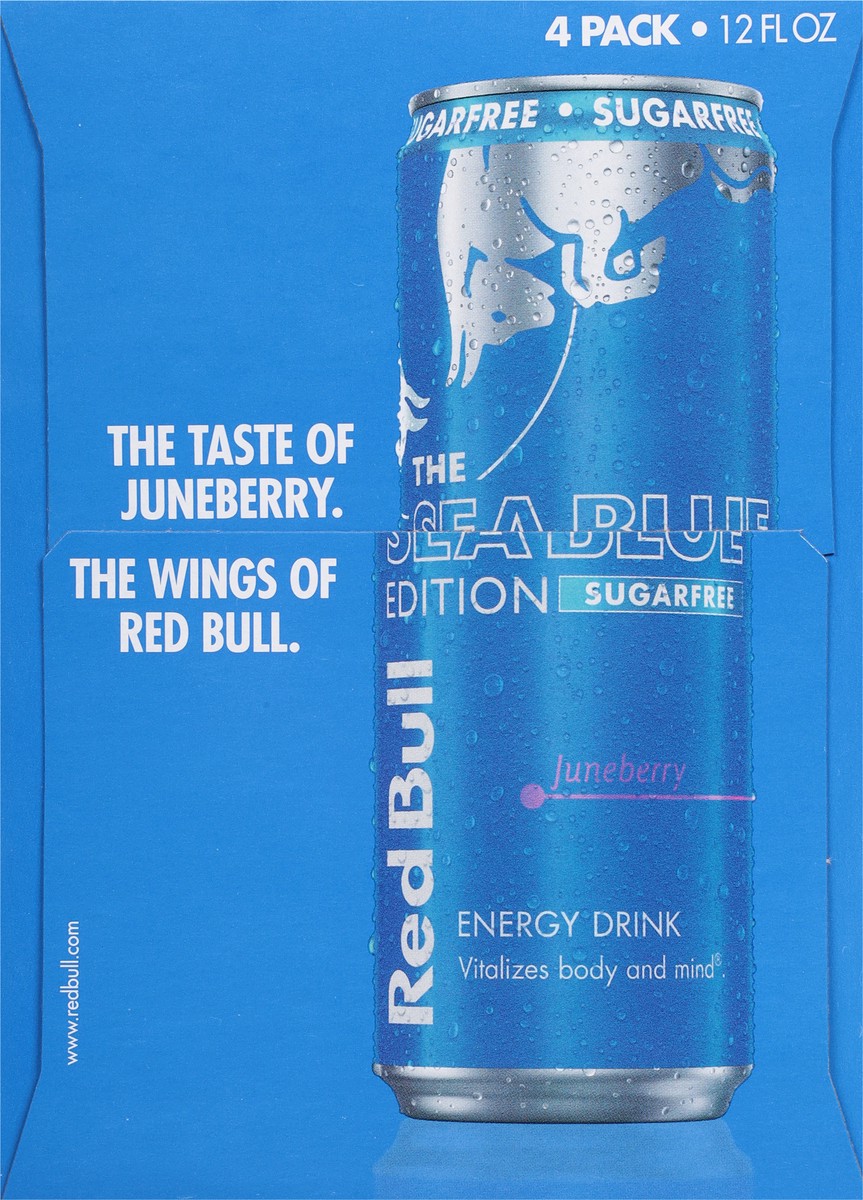 4 PACK • 12 FL OZ
SUGARFREE • SUGARFREE
THE TASTE OF
JUNEBERRY.
THE WINGS OF
RED BULL.
THE
SEA BLUE
EDITION SUGARFREE
Red Bull
Juneberry
ENERGY DRINK
Vitalizes body and mind®.
www.redbull.com